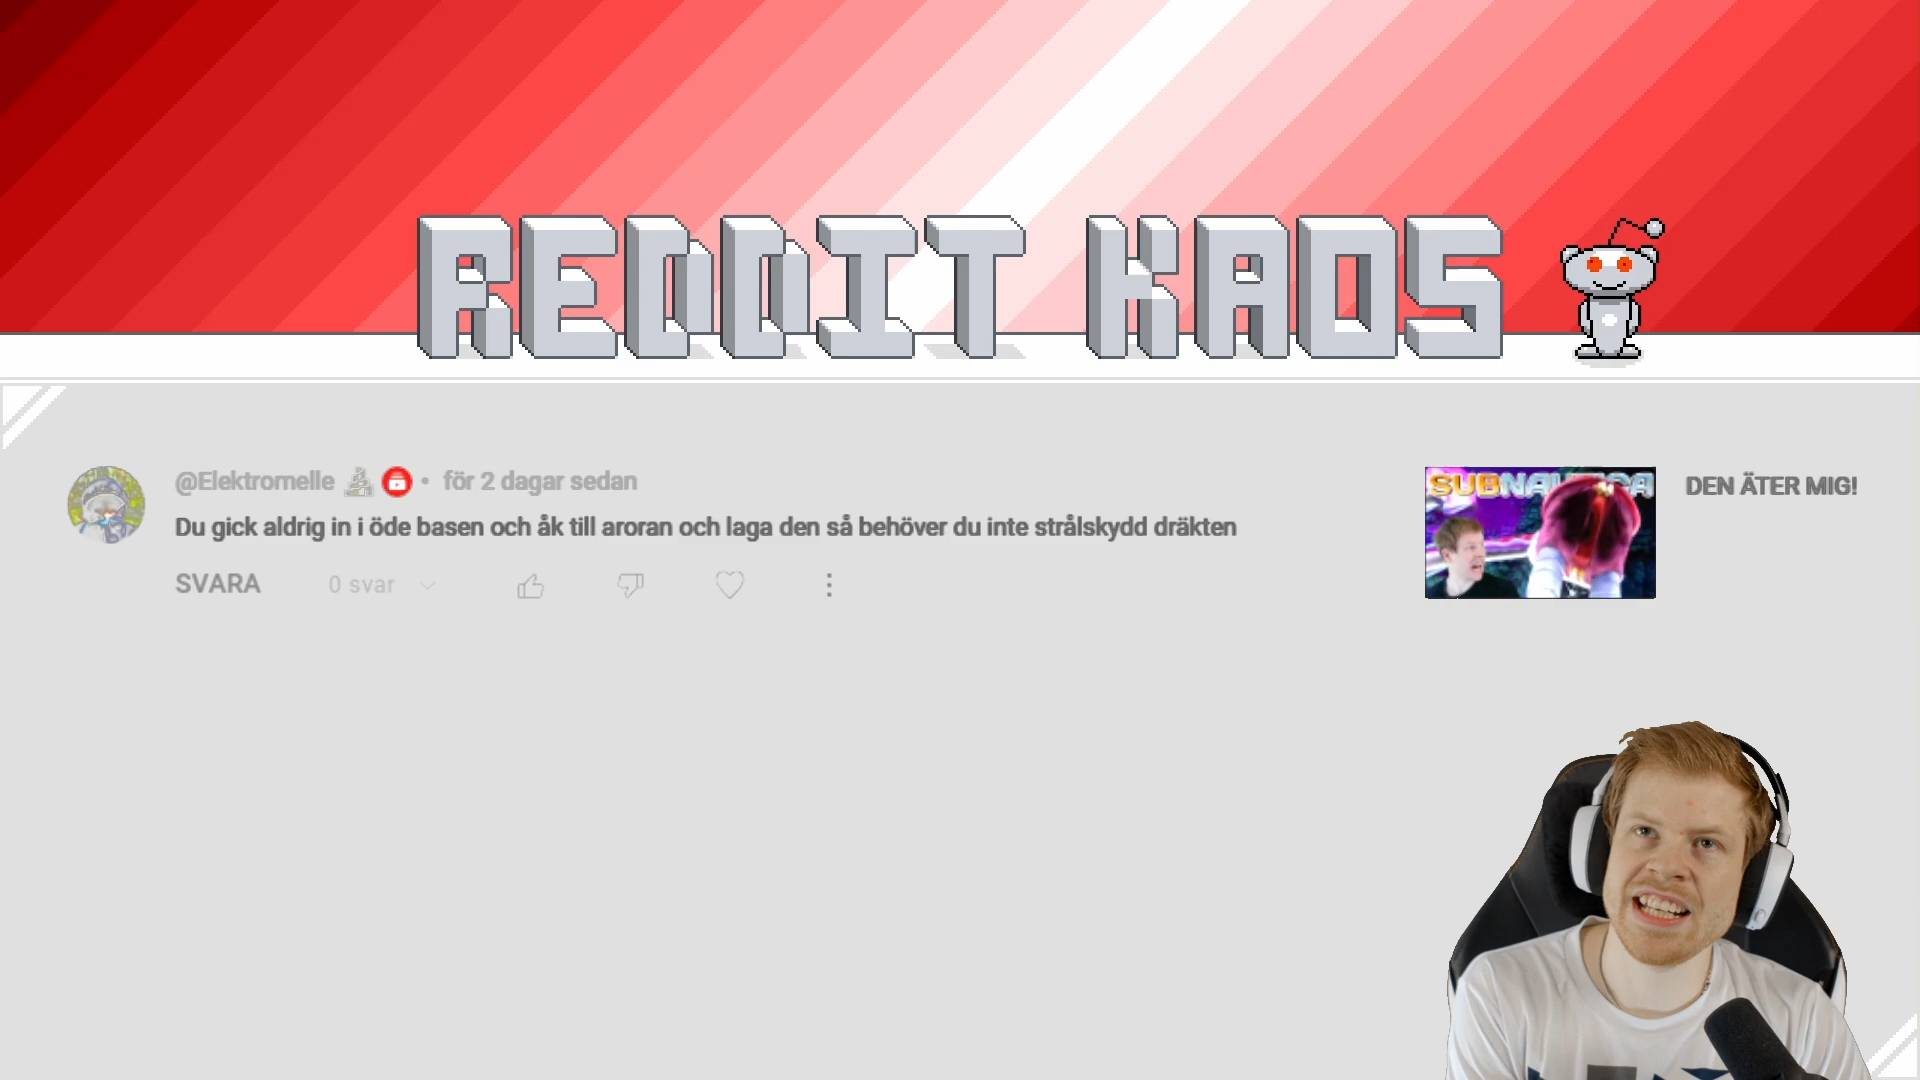 REDDIT KAOS
@Elektromelle • för 2 dagar sedan
Du gick aldrig in i öde basen och åk till aroran och laga den så behöver du inte strålskydd dräkten
SVARA 0 svar
SUBNAUTICA
DEN ÄTER MIG!